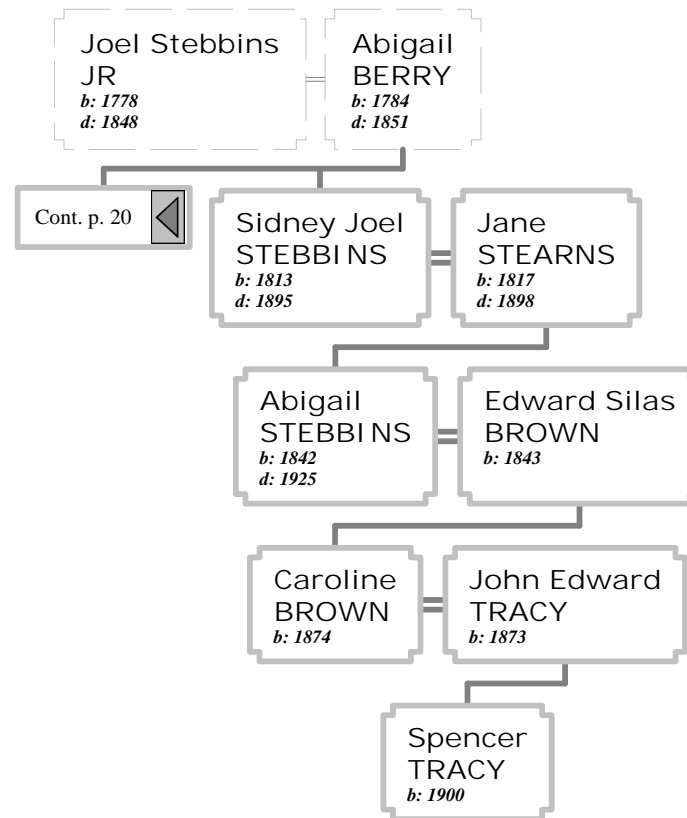 Joel Stebbins
JR
b: 1778
d: 1848
Abigail
BERRY
b: 1784
d: 1851
Cont. p. 20
Sidney Joel
STEBBINS
b: 1813
d: 1895
Jane
STEARNS
b: 1817
d: 1898
Abigail
STEBBINS
b: 1842
d: 1925
Edward Silas
BROWN
b: 1843
Caroline
BROWN
b: 1874
John Edward
TRACY
b: 1873
Spencer
TRACY
b: 1900